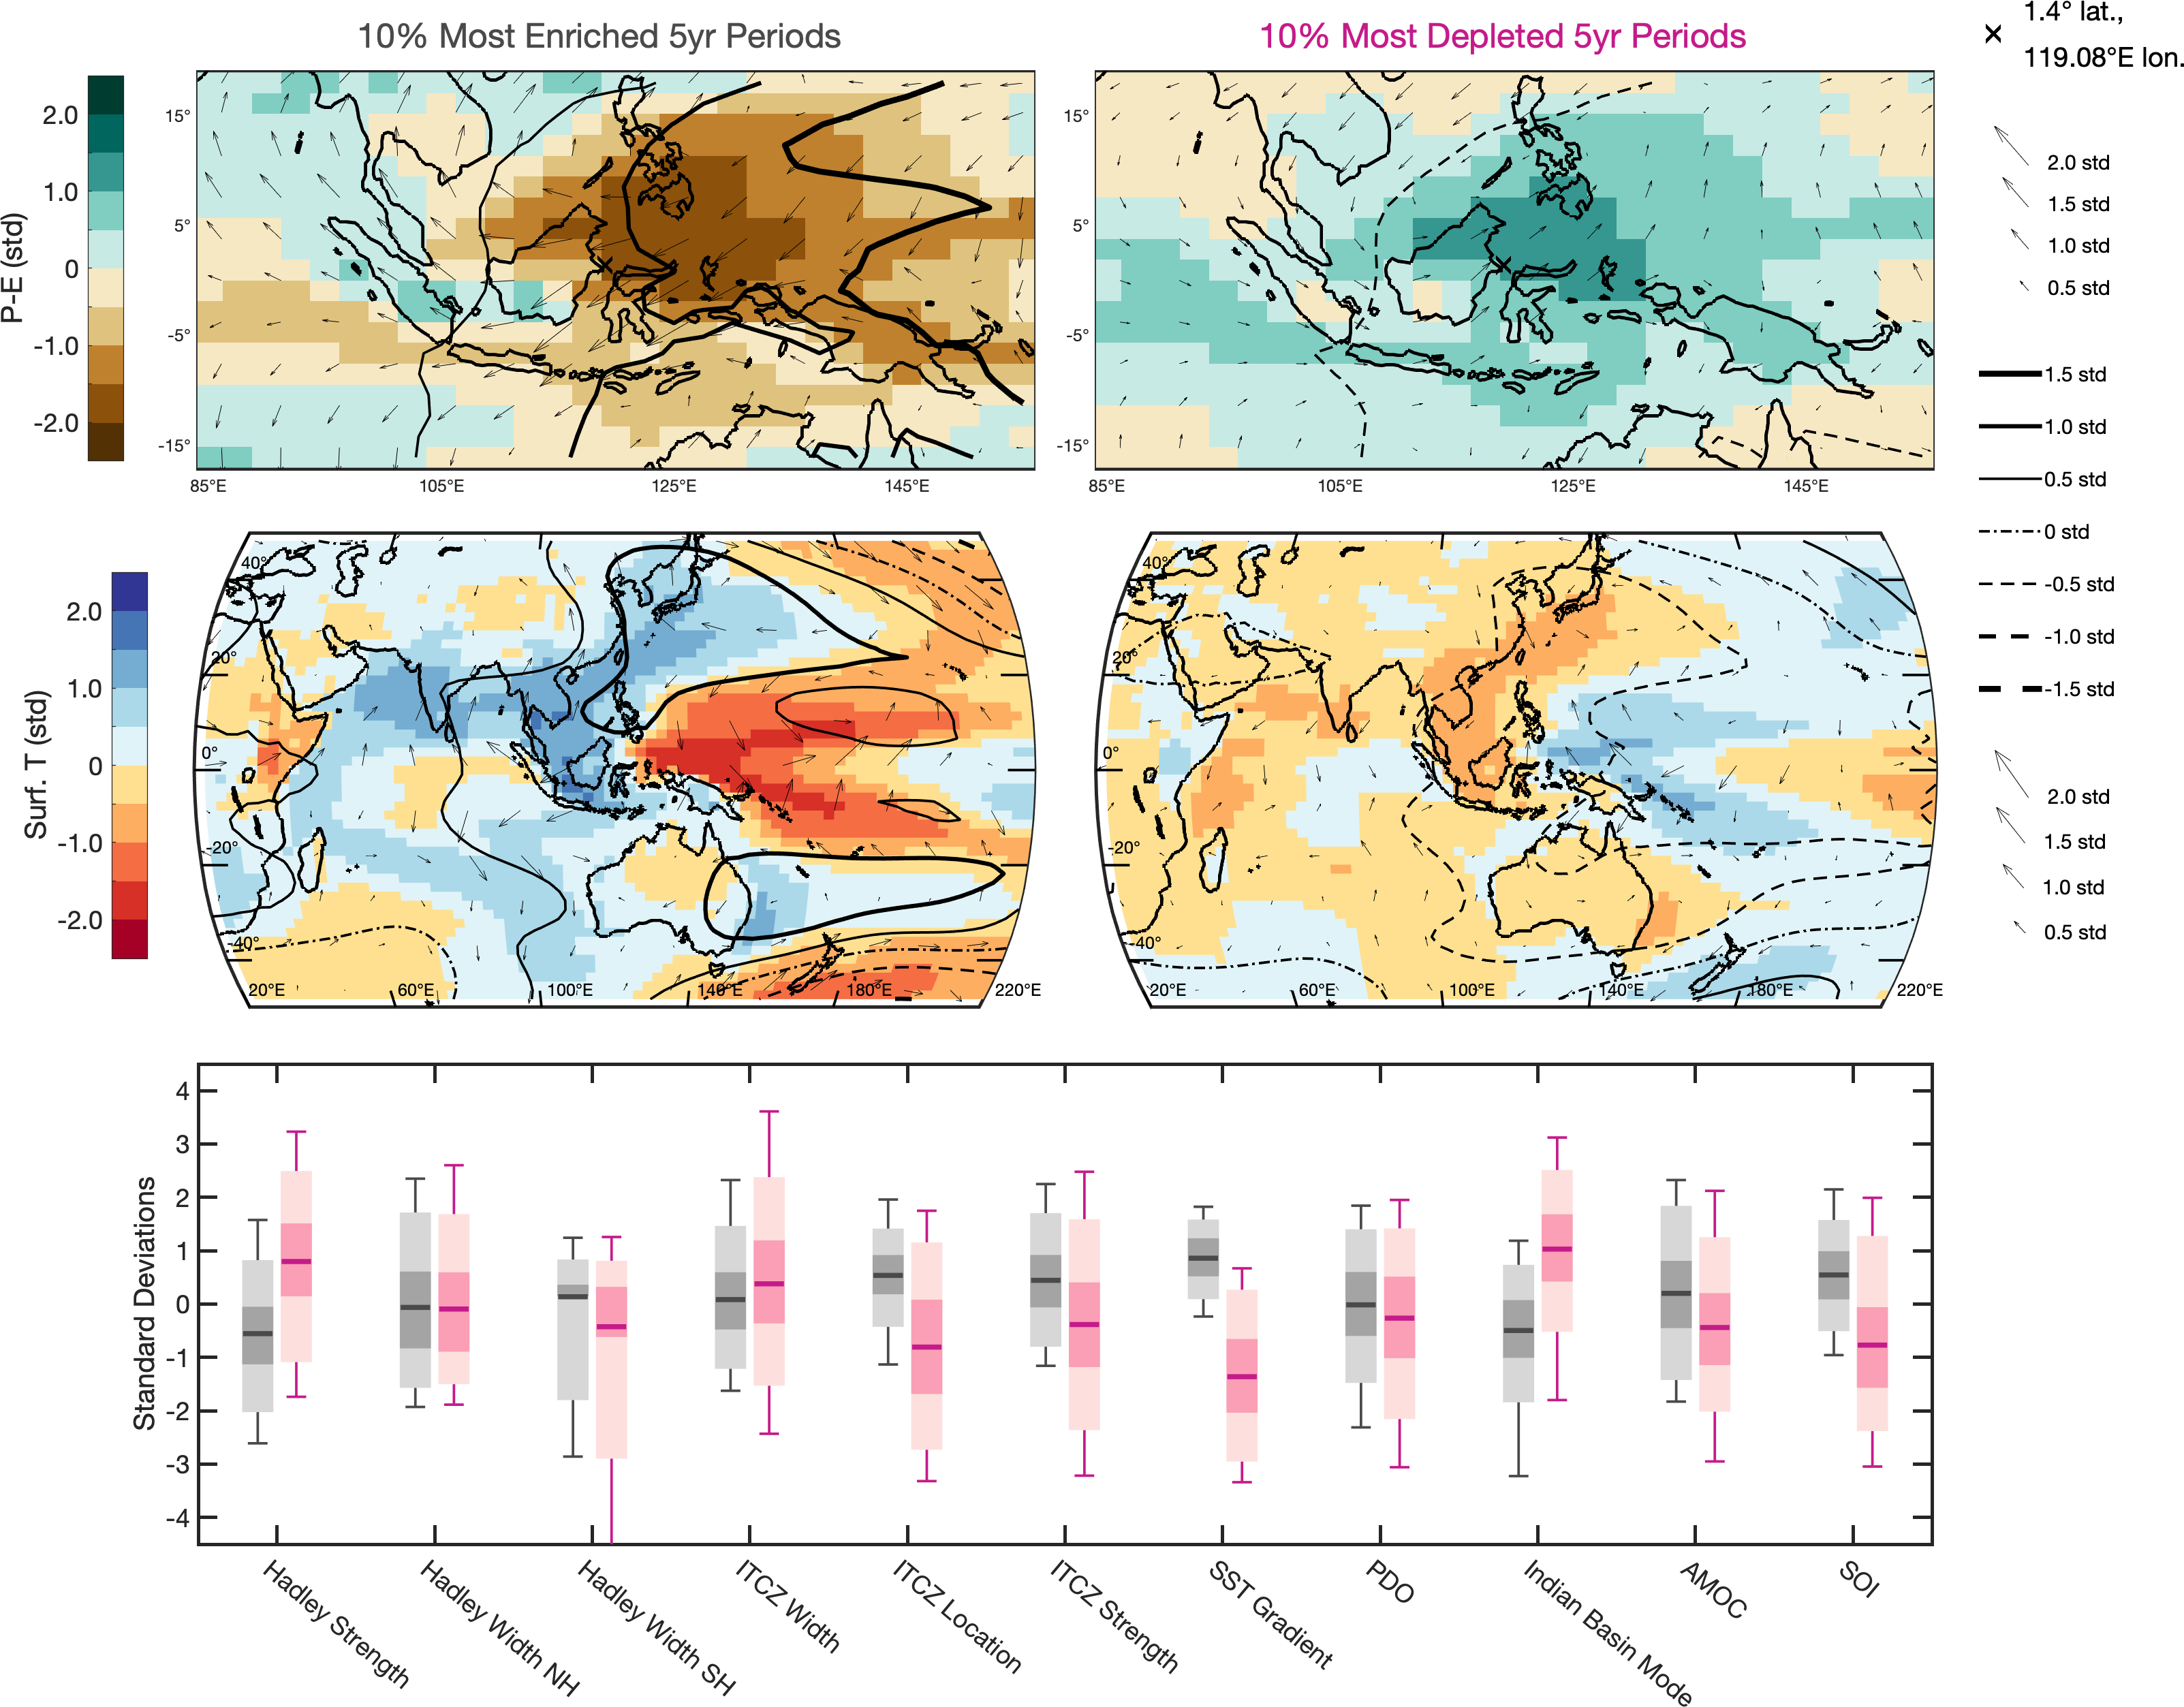 10% Most Enriched 5yr Periods
10% Most Depleted 5yr Periods
× 1.4° lat.,
119.08°E lon.
P-E (std)
2.0
1.0
0
-1.0
-2.0
15°
5°
-5°
-15°
85°E 105°E 125°E 145°E
15°
5°
-5°
-15°
85°E 105°E 125°E 145°E
2.0 std
1.5 std
1.0 std
0.5 std
1.5 std
1.0 std
0.5 std
0 std
-0.5 std
-1.0 std
-1.5 std
Surf. T (std)
2.0
1.0
0
-1.0
-2.0
40°
20°
0°
-20°
-40°
20°E 60°E 100°E 140°E 180°E 220°E
40°
20°
0°
-20°
-40°
20°E 60°E 100°E 140°E 180°E 220°E
2.0 std
1.5 std
1.0 std
0.5 std
Standard Deviations
4
3
2
1
0
-1
-2
-3
-4
Hadley Strength
Hadley Width NH
Hadley Width SH
ITCZ Width
ITCZ Location
ITCZ Strength
SST Gradient
PDO
Indian Basin Mode
AMOC
SOI